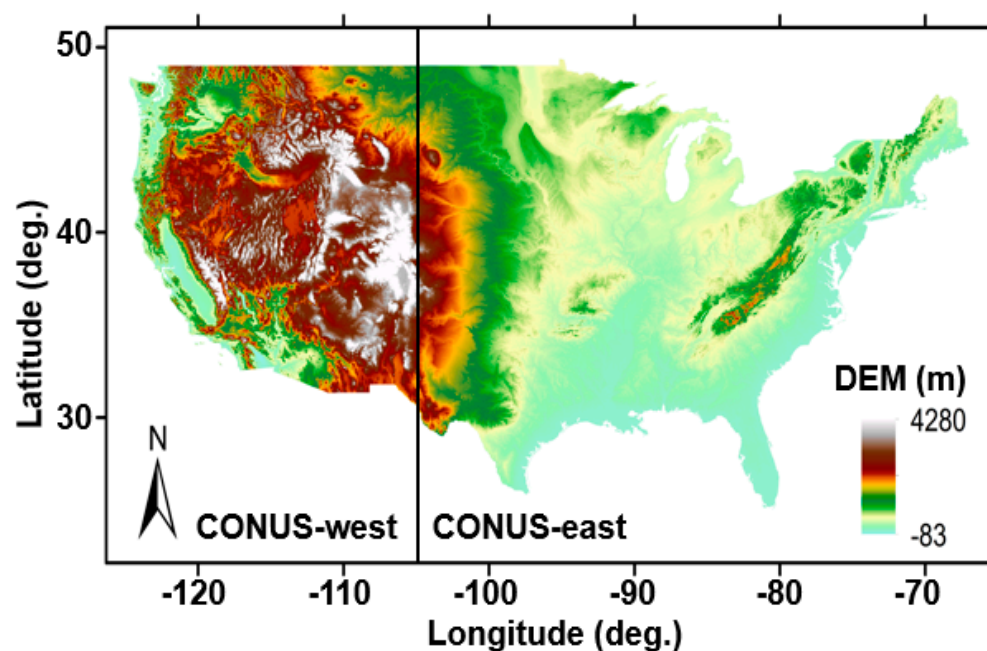 50
40
30
Latitude (deg.)
N
CONUS-west
CONUS-east
DEM (m)
4280
-83
-120
-110
-100
-90
-80
-70
Longitude (deg.)